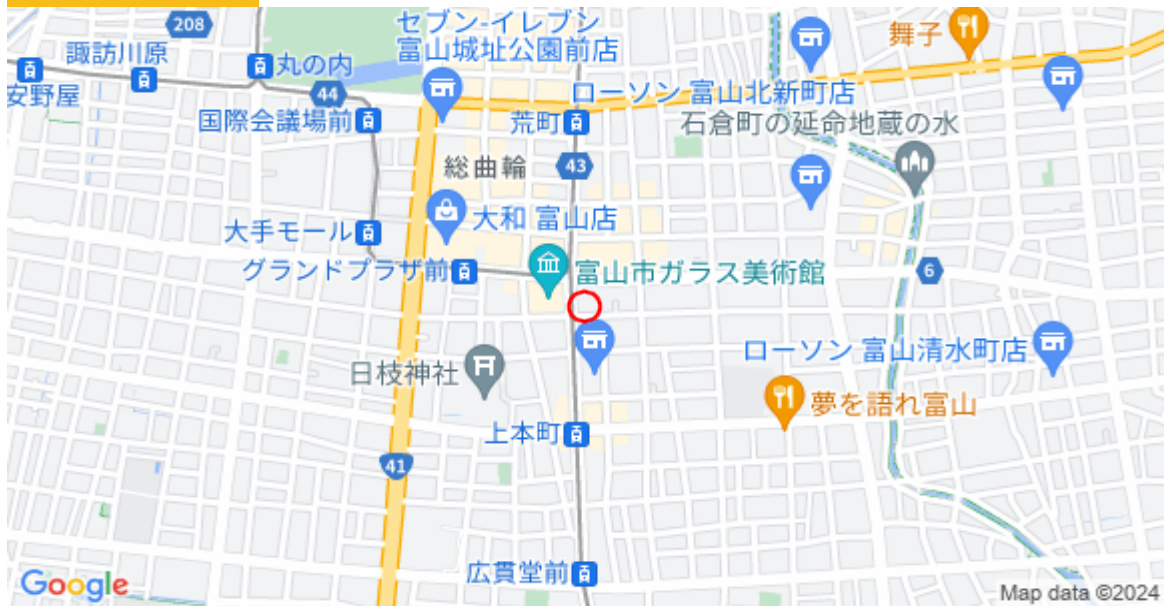 208
セブン-イレブン
富山城址公園前店
舞子
諏訪川原
丸の内
安野屋
44
ローソン 富山北新町店
国際会議場前
荒町
石倉町の延命地蔵の水
総曲輪
43
大和 富山店
大手モール
グランドプラザ前
富山市ガラス美術館
6
ローソン 富山清水町店
日枝神社
夢を語れ富山
上本町
41
広貫堂前
Google
Map data ©2024